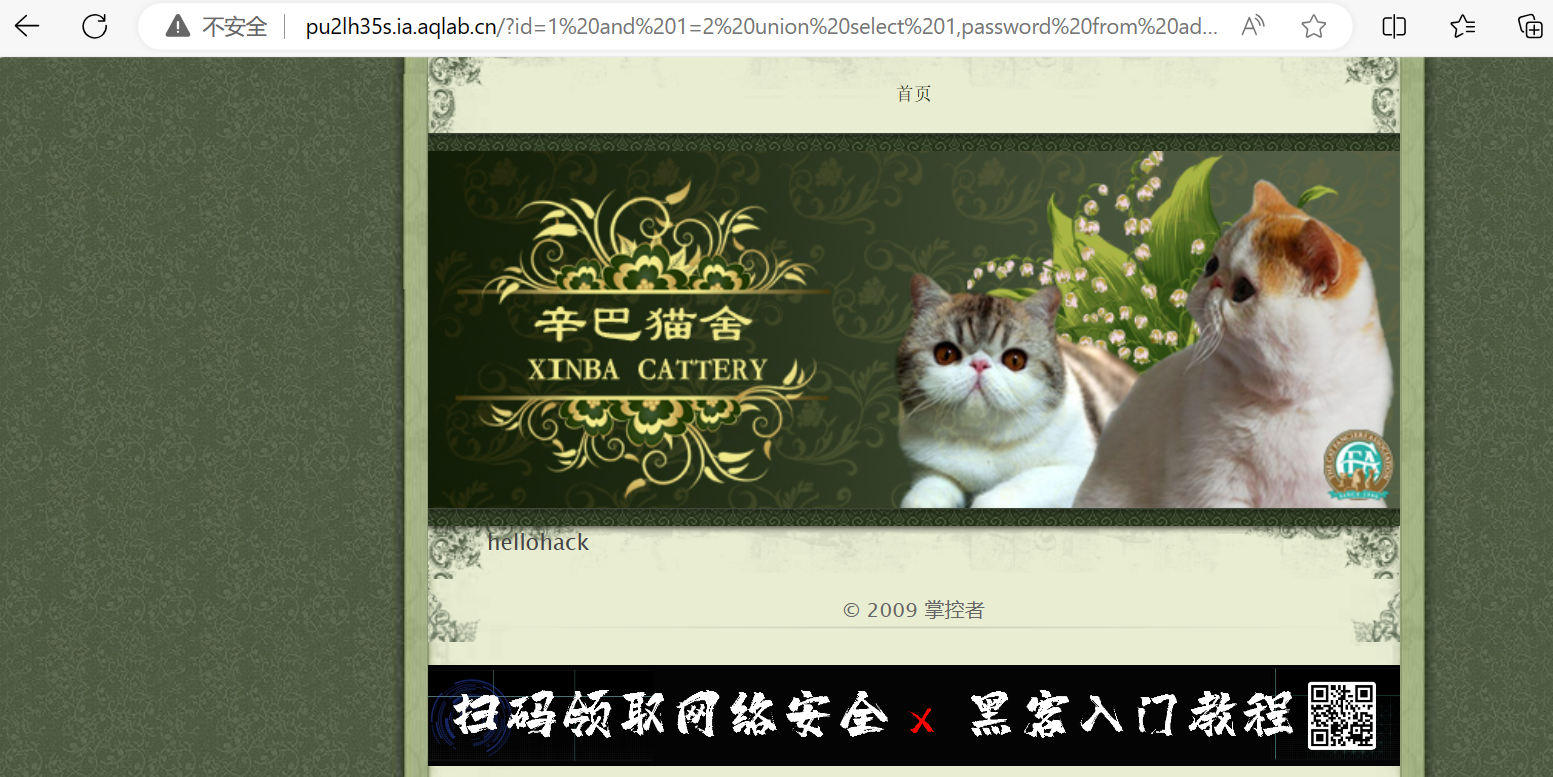 不安全 pu2lh35s.ia.aqlab.cn/?id=1%20and%201=2%20union%20select%201,password%20from%20ad...
首页
辛巴猫舍
XINBA CATTERY
hellohack
© 2009 掌控者
扫码领取网络安全 x 黑客入门教程